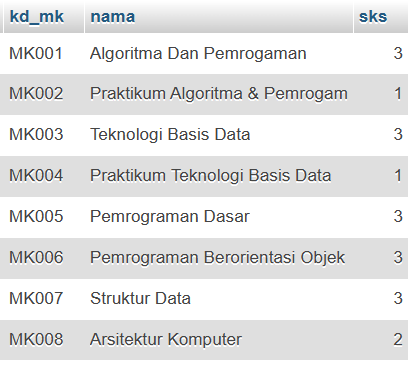 kd_mk nama sks
MK001 Algoritma Dan Pemrogaman 3
MK002 Praktikum Algoritma & Pemrogam 1
MK003 Teknologi Basis Data 3
MK004 Praktikum Teknologi Basis Data 1
MK005 Pemrograman Dasar 3
MK006 Pemrograman Berorientasi Objek 3
MK007 Struktur Data 3
MK008 Arsitektur Komputer 2